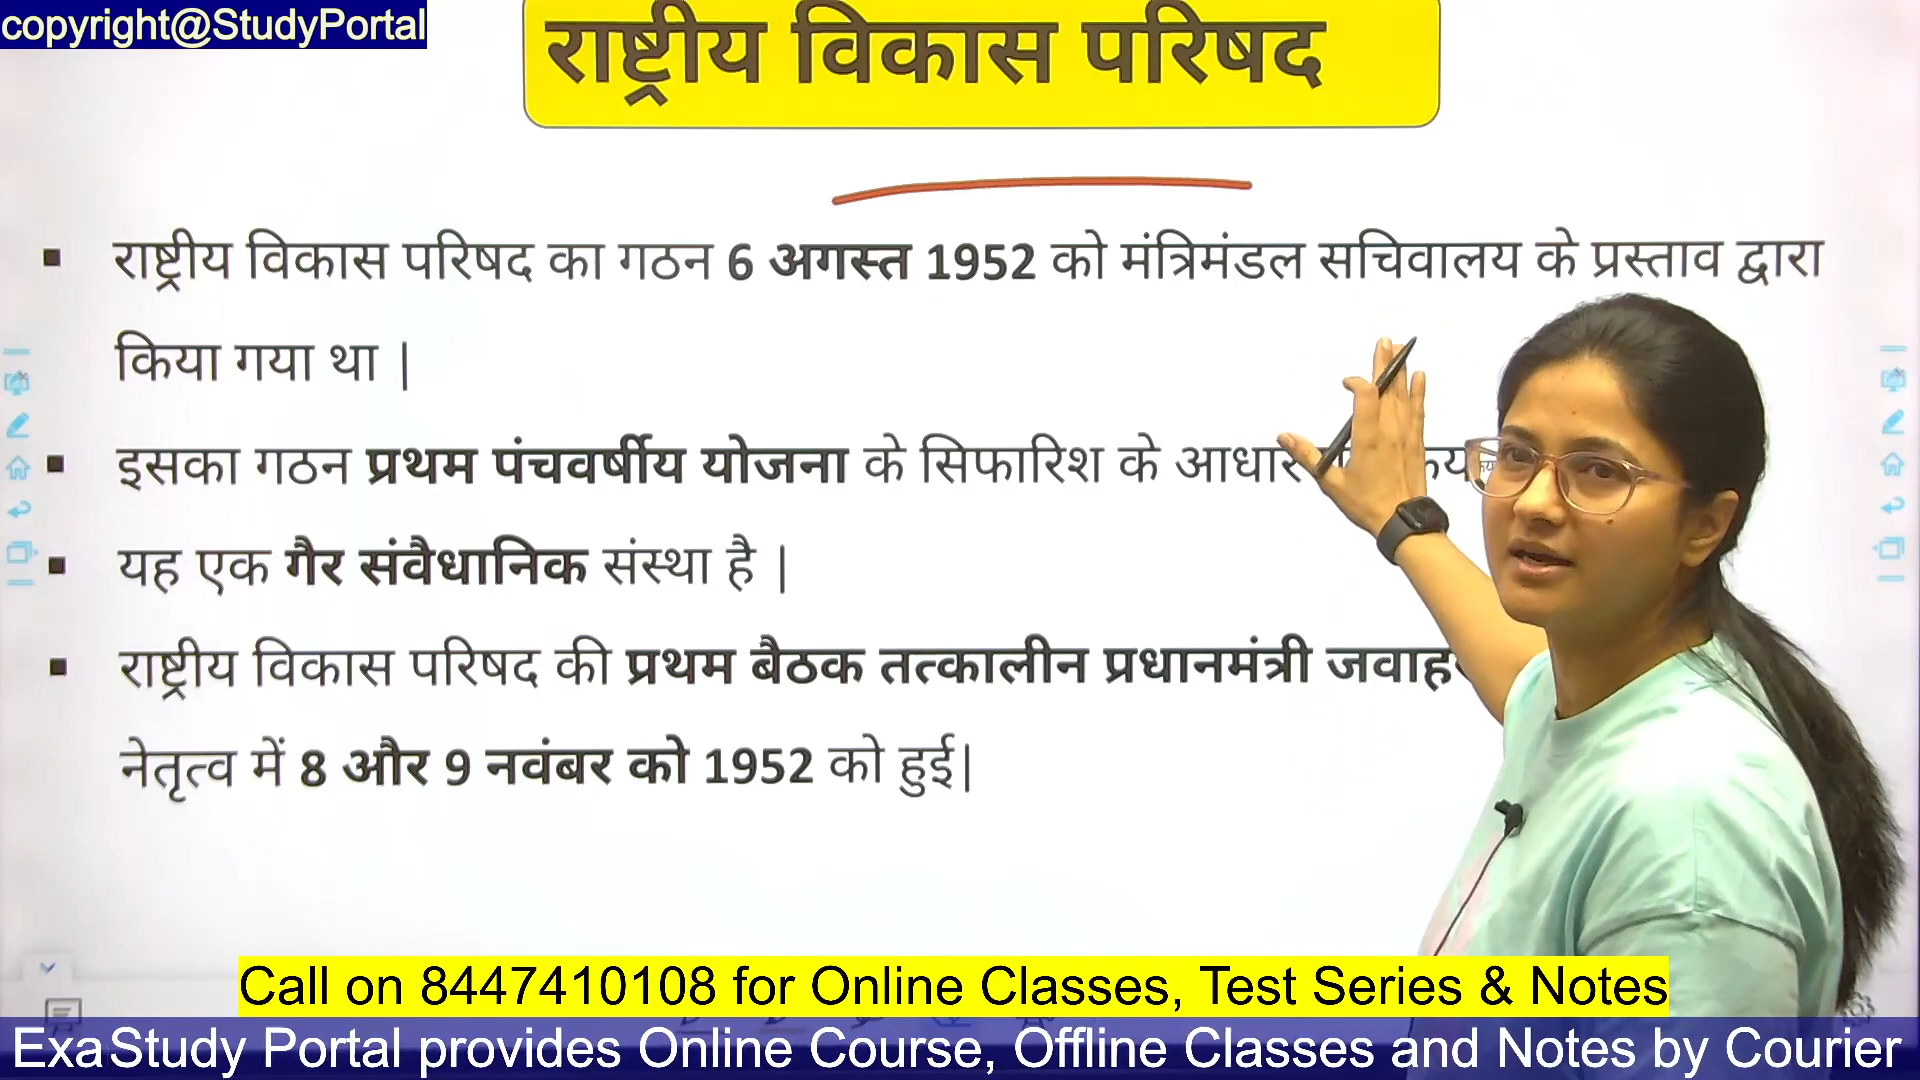 copyright@StudyPortal
राष्ट्रीय विकास परिषद
▪ राष्ट्रीय विकास परिषद का गठन 6 अगस्त 1952 को मंत्रिमंडल सचिवालय के प्रस्ताव द्वारा
किया गया था |
▪ इसका गठन प्रथम पंचवर्षीय योजना के सिफारिश के आधार
▪ यह एक गैर संवैधानिक संस्था है |
▪ राष्ट्रीय विकास परिषद की प्रथम बैठक तत्कालीन प्रधानमंत्री
नेतृत्व में 8 और 9 नवंबर को 1952 को हुई|
Call on 8447410108 for Online Classes, Test Series & Notes
ExaStudy Portal provides Online Course, Offline Classes and Notes by Courier